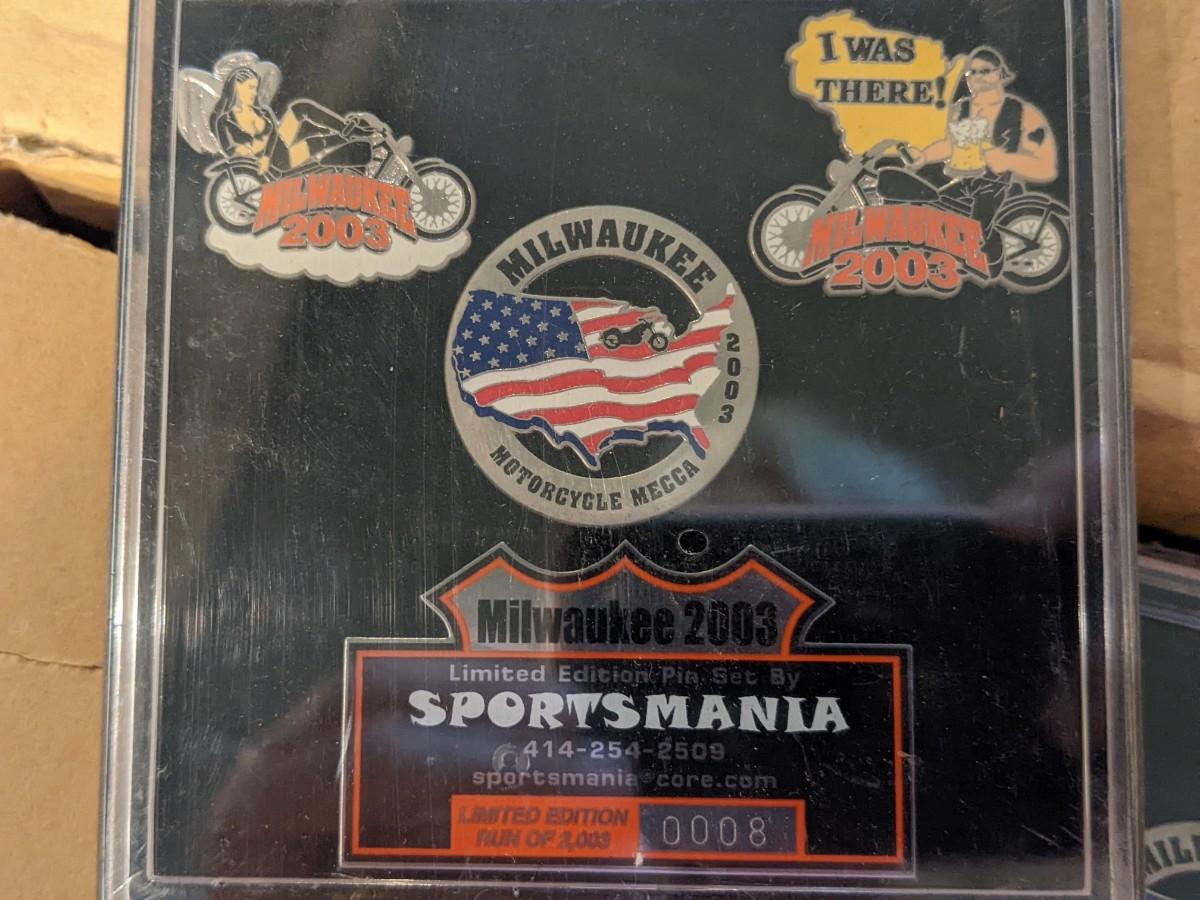 I WAS
THERE!
MILWAUKEE
2003
MILWAUKEE
2003
MILWAUKEE
2003
MOTORCYCLE MECCA
Milwaukee 2003
Limited Edition Pin Set By
SPORTSMANIA
414-254-2509
sportsmania@core.com
LIMITED EDITION
RUN OF 2,003
0008